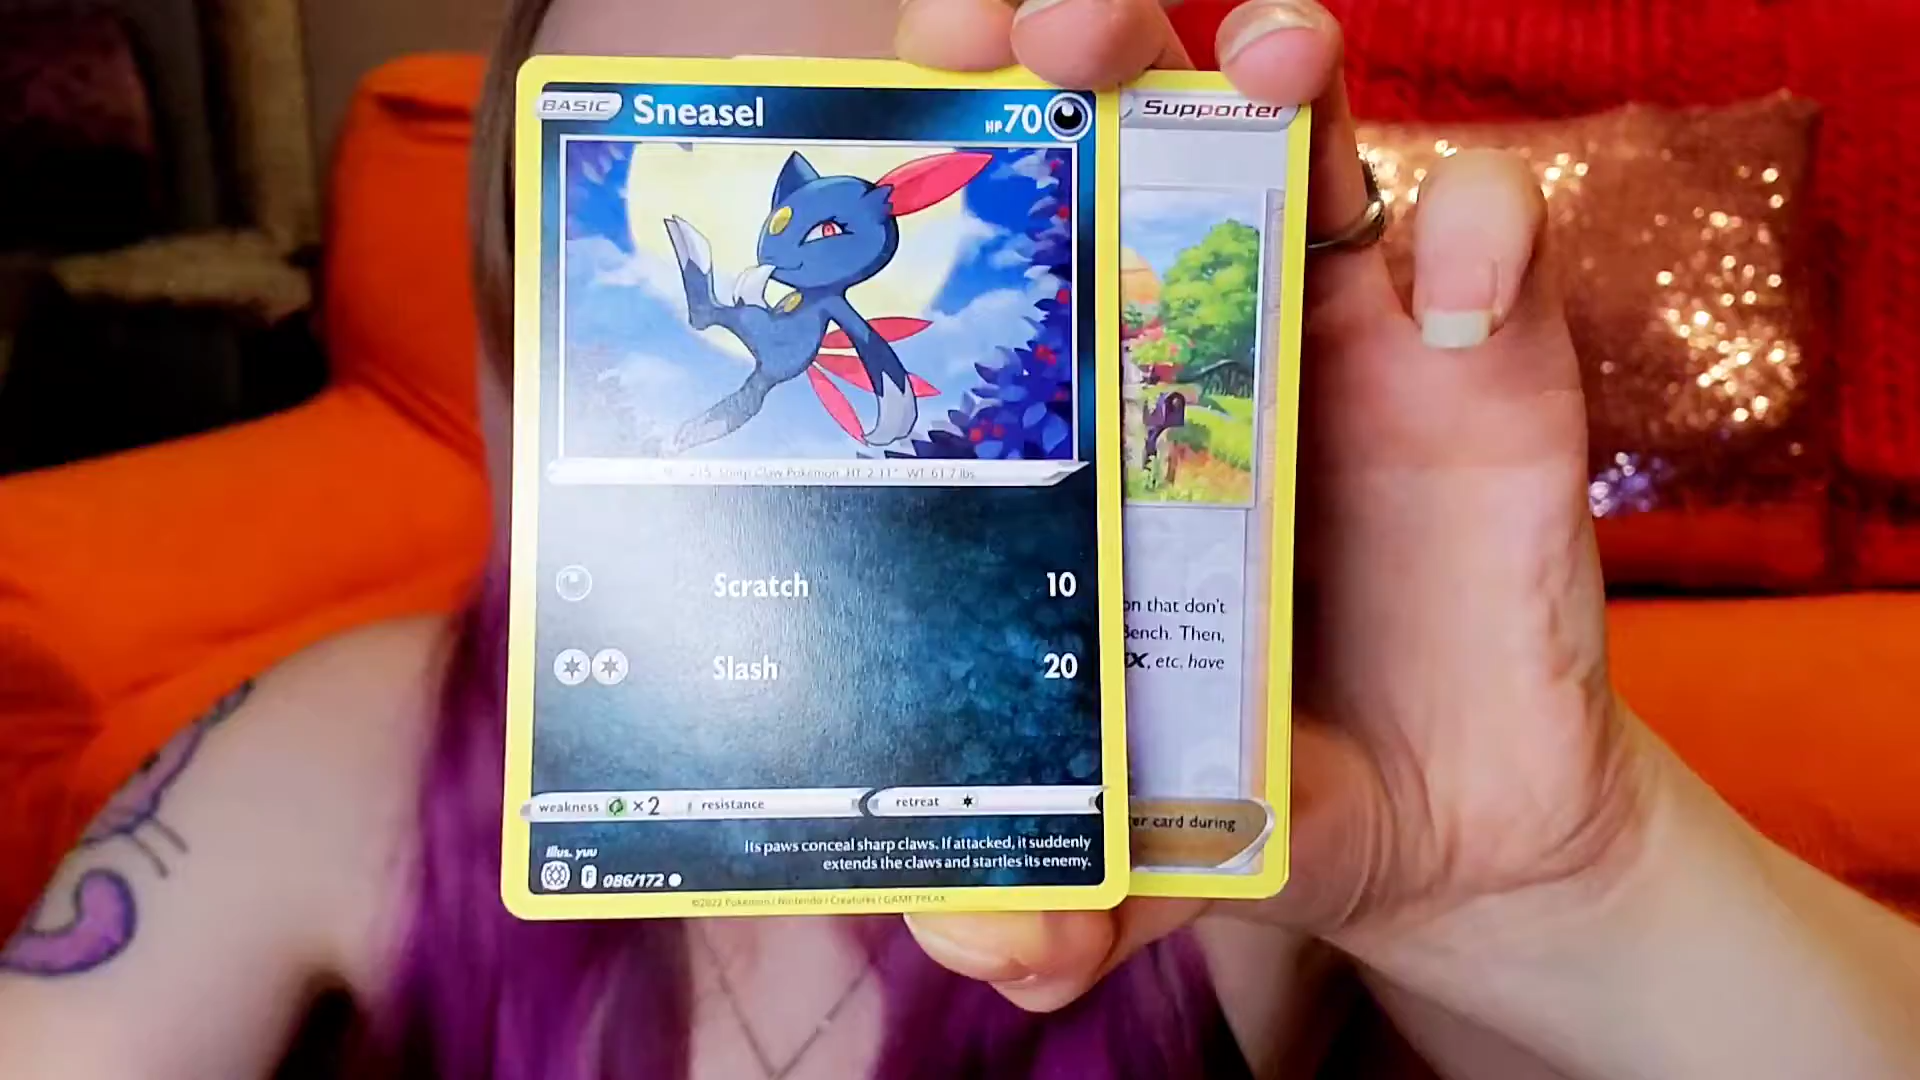 BASIC Sneasel HP 70
215 Sharp Claw Pokémon HT: 2'11" WT: 61.7 lbs.
Scratch 10
Slash 20
weakness ×2 resistance retreat
Illus. yuu
Its paws conceal sharp claws. If attacked, it suddenly
extends the claws and startles its enemy.
F 086/172
©2022 Pokémon / Nintendo / Creatures / GAME FREAK
Supporter
on that don't
Bench. Then,
X, etc. have
er card during